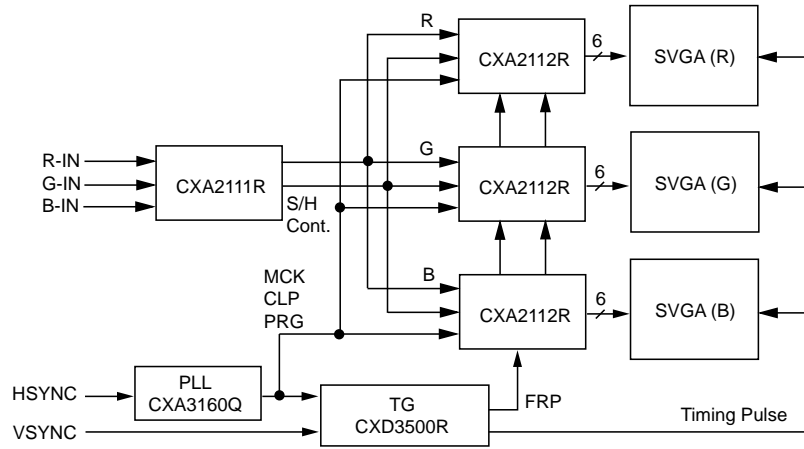 R
CXA2112R
6
SVGA (R)
R-IN
G-IN
B-IN
CXA2111R
G
CXA2112R
6
SVGA (G)
S/H
Cont.
MCK
CLP
PRG
B
CXA2112R
6
SVGA (B)
HSYNC
VSYNC
PLL
CXA3160Q
TG
CXD3500R
FRP
Timing Pulse